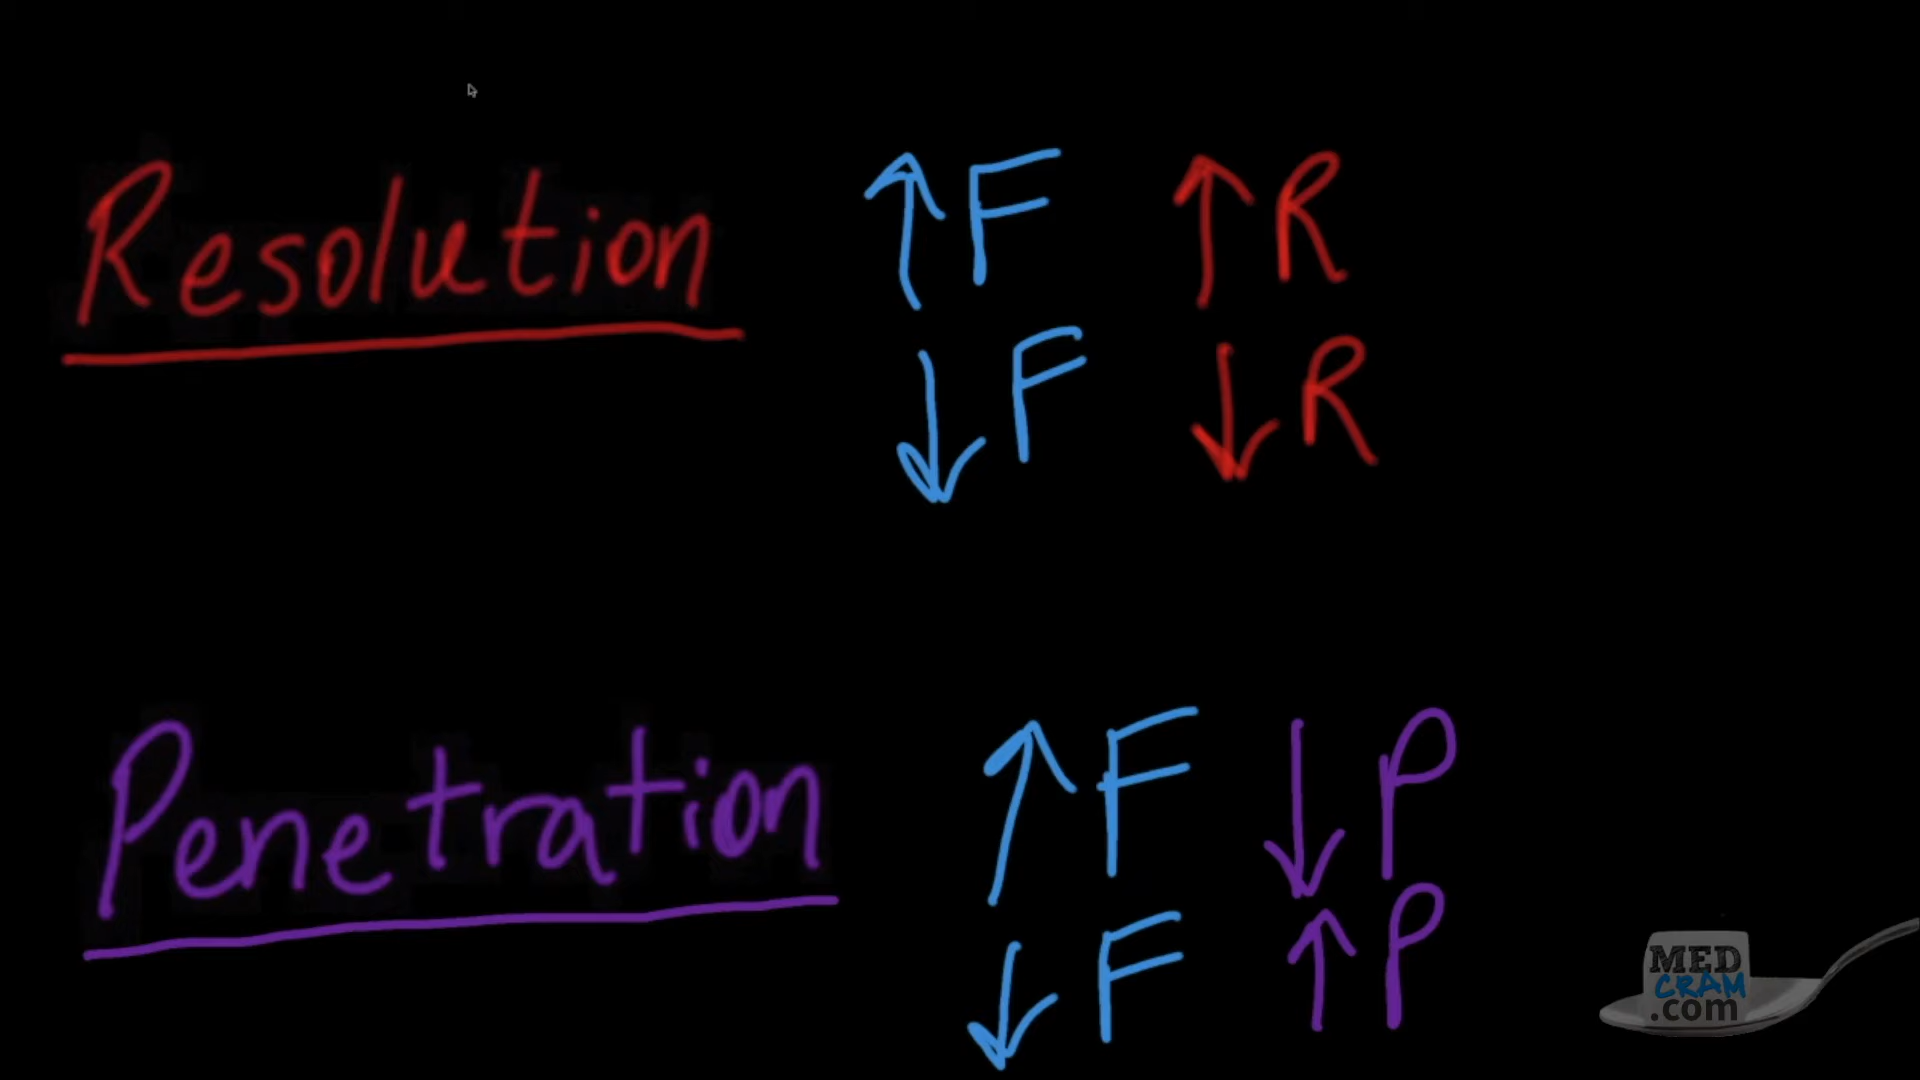 Resolution ↑F ↑R
↓F ↓R
Penetration ↑F ↓P
↓F ↑P
MED
CRAM
.com